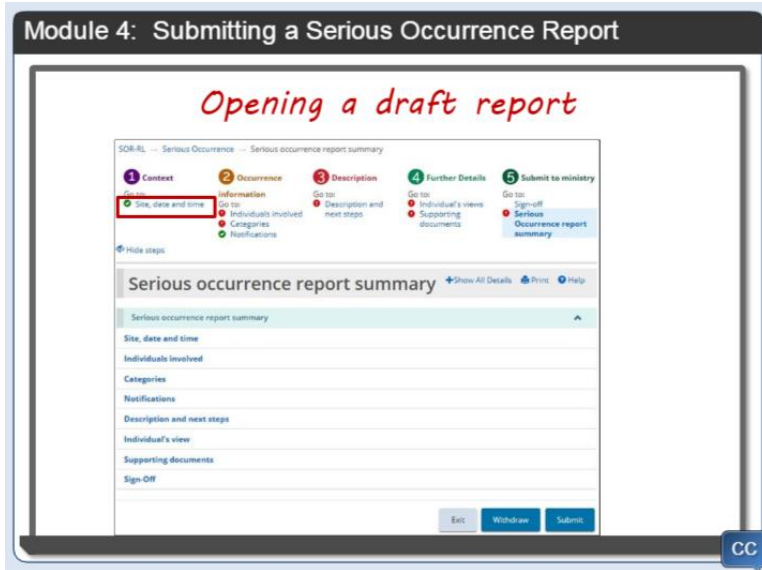 Module 4: Submitting a Serious Occurrence Report
Opening a draft report
SOR-RL → Serious Occurrence → Serious occurrence report summary
1 Context
Go to:
Site, date and time
2 Occurrence
information
Go to:
Individuals involved
Categories
Notifications
3 Description
Go to:
Description and
next steps
4 Further Details
Go to:
Individual's views
Supporting
documents
5 Submit to ministry
Go to:
Sign-off
Serious
Occurrence report
summary
Hide steps
Serious occurrence report summary +Show All Details Print Help
Serious occurrence report summary
Site, date and time
Individuals involved
Categories
Notifications
Description and next steps
Individual's view
Supporting documents
Sign-Off
Exit Withdraw Submit
CC